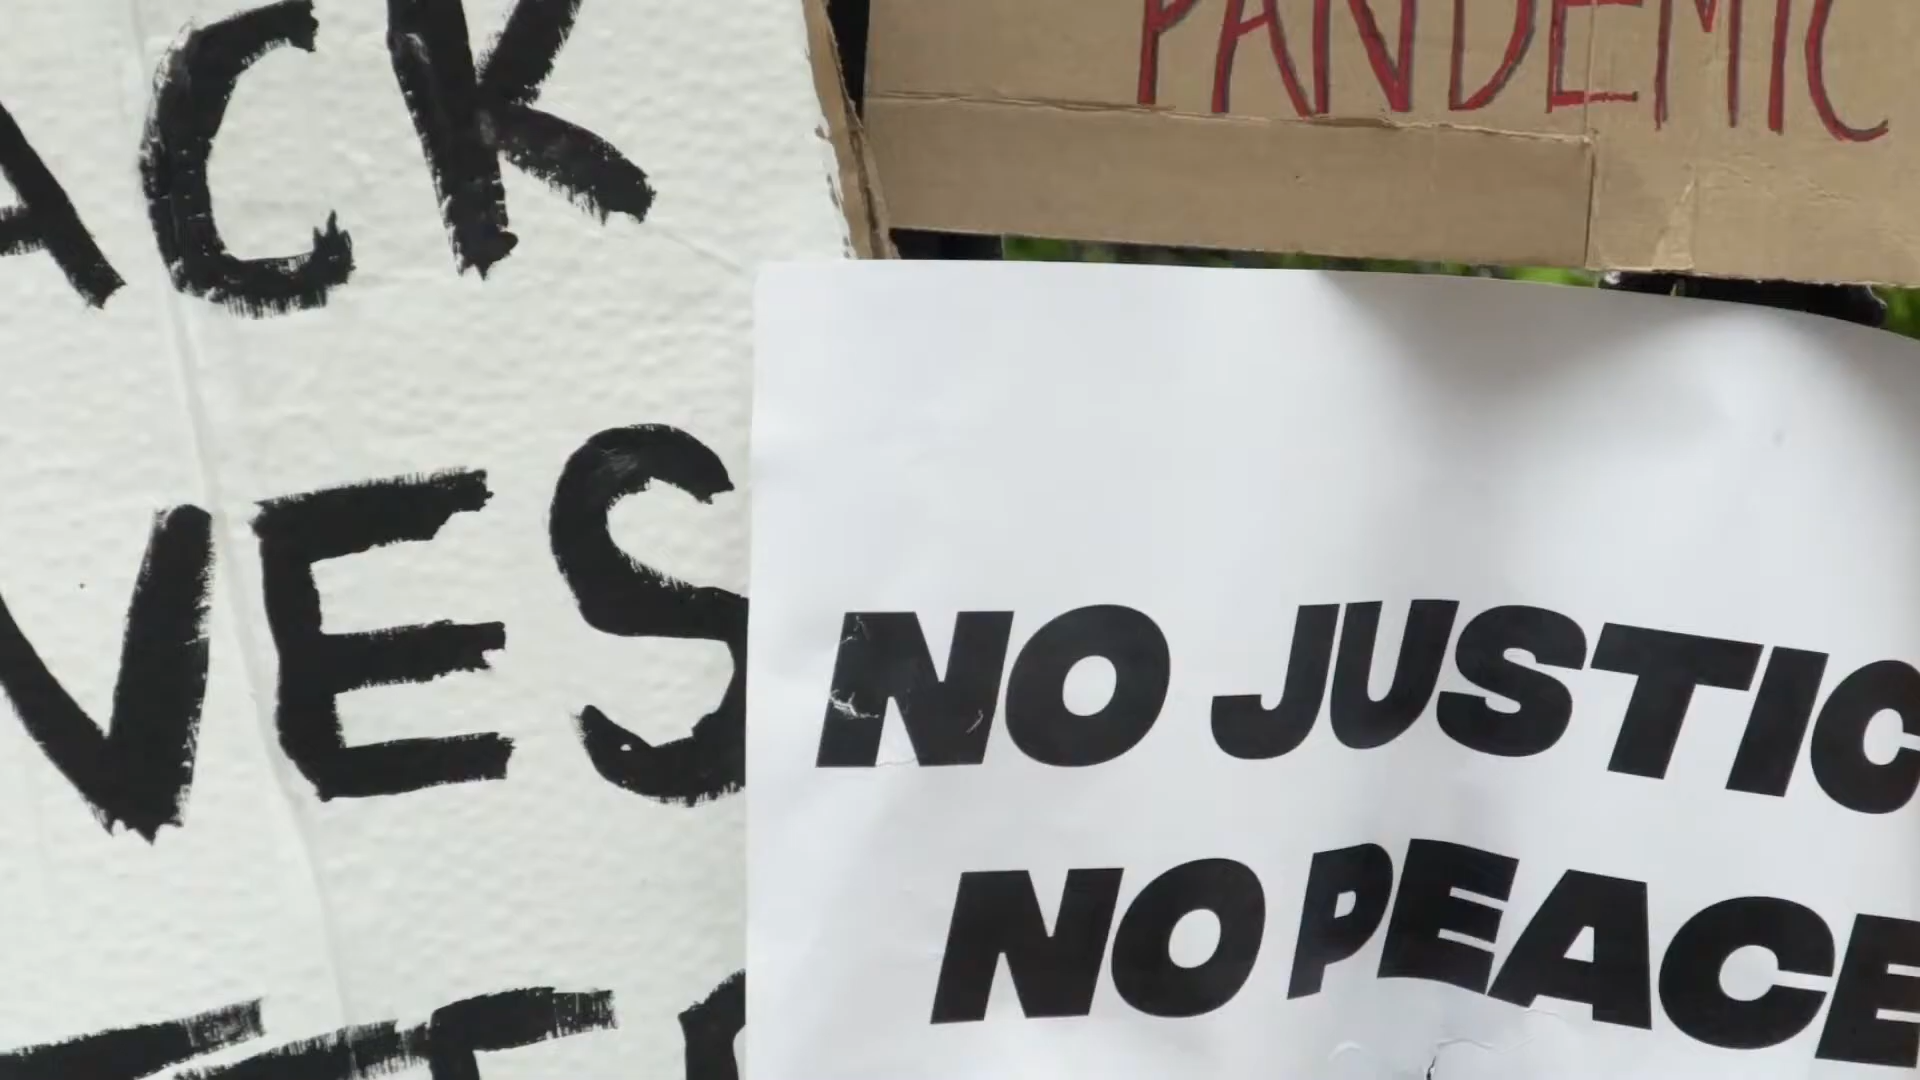 ACK
VES
PANDEMIC
NO JUSTIC
NO PEACE